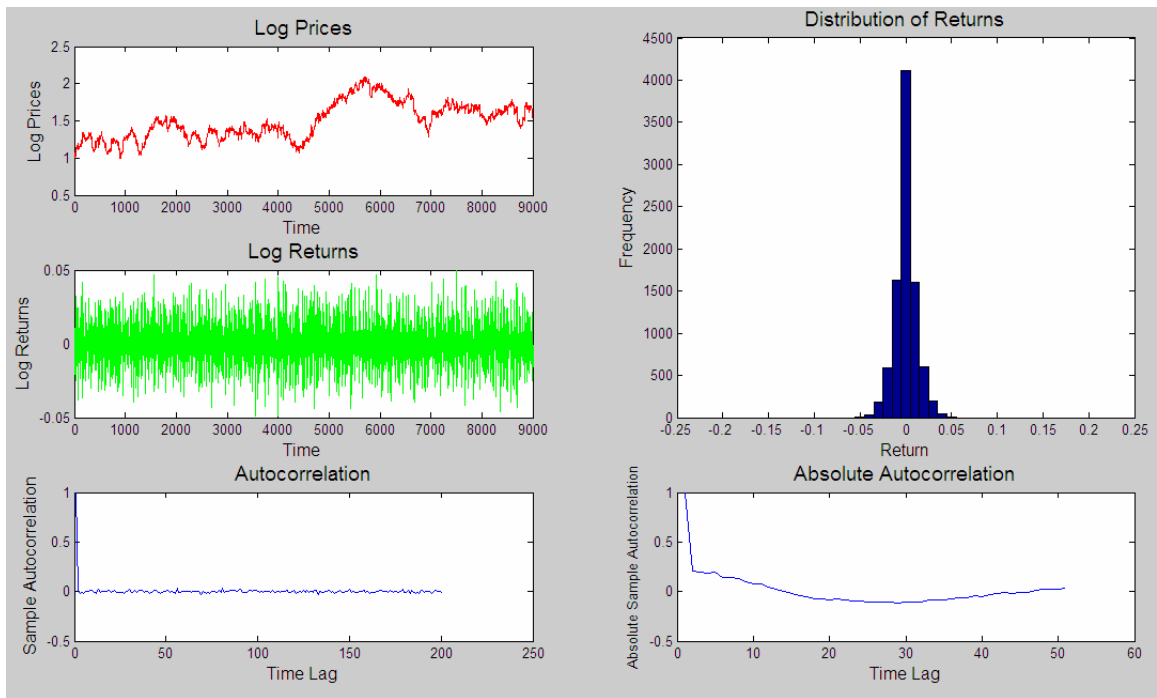 Log Prices
2.5
2
1.5
1
0.5
Log Prices
0 1000 2000 3000 4000 5000 6000 7000 8000 9000
Time
Log Returns
0.05
0
-0.05
Log Returns
0 1000 2000 3000 4000 5000 6000 7000 8000 9000
Time
Autocorrelation
1
0.5
0
-0.5
Sample Autocorrelation
0 50 100 150 200 250
Time Lag
Distribution of Returns
4500
4000
3500
3000
2500
2000
1500
1000
500
0
Frequency
-0.25 -0.2 -0.15 -0.1 -0.05 0 0.05 0.1 0.15 0.2 0.25
Return
Absolute Autocorrelation
1
0.5
0
-0.5
Absolute Sample Autocorrelation
0 10 20 30 40 50 60
Time Lag